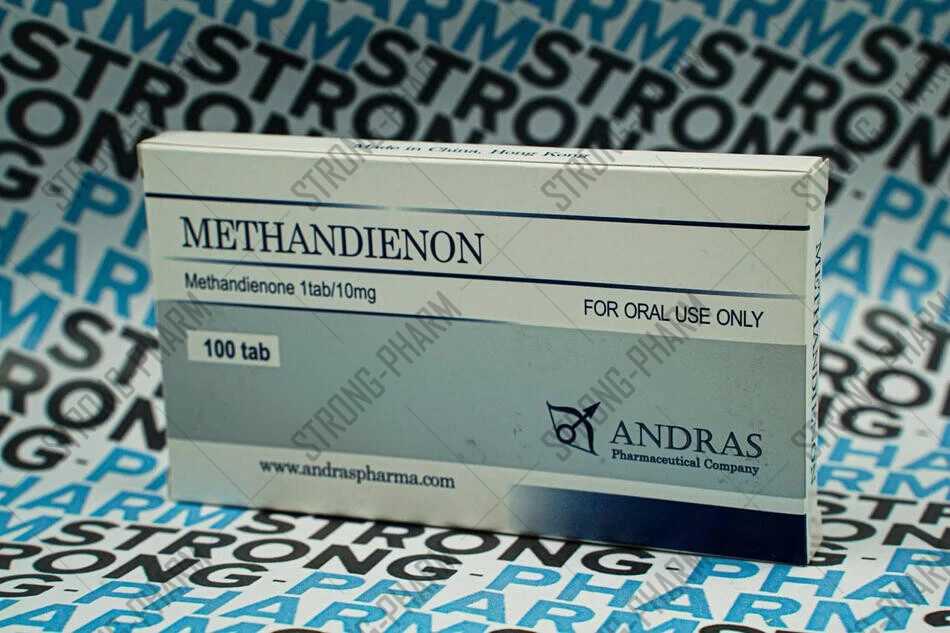 Made in China, Hong Kong
METHANDIENON
Methandienone 1tab/10mg
FOR ORAL USE ONLY
100 tab
ANDRAS
Pharmaceutical Company
www.andraspharma.com
METHANDIENON
STRONG-PHARM